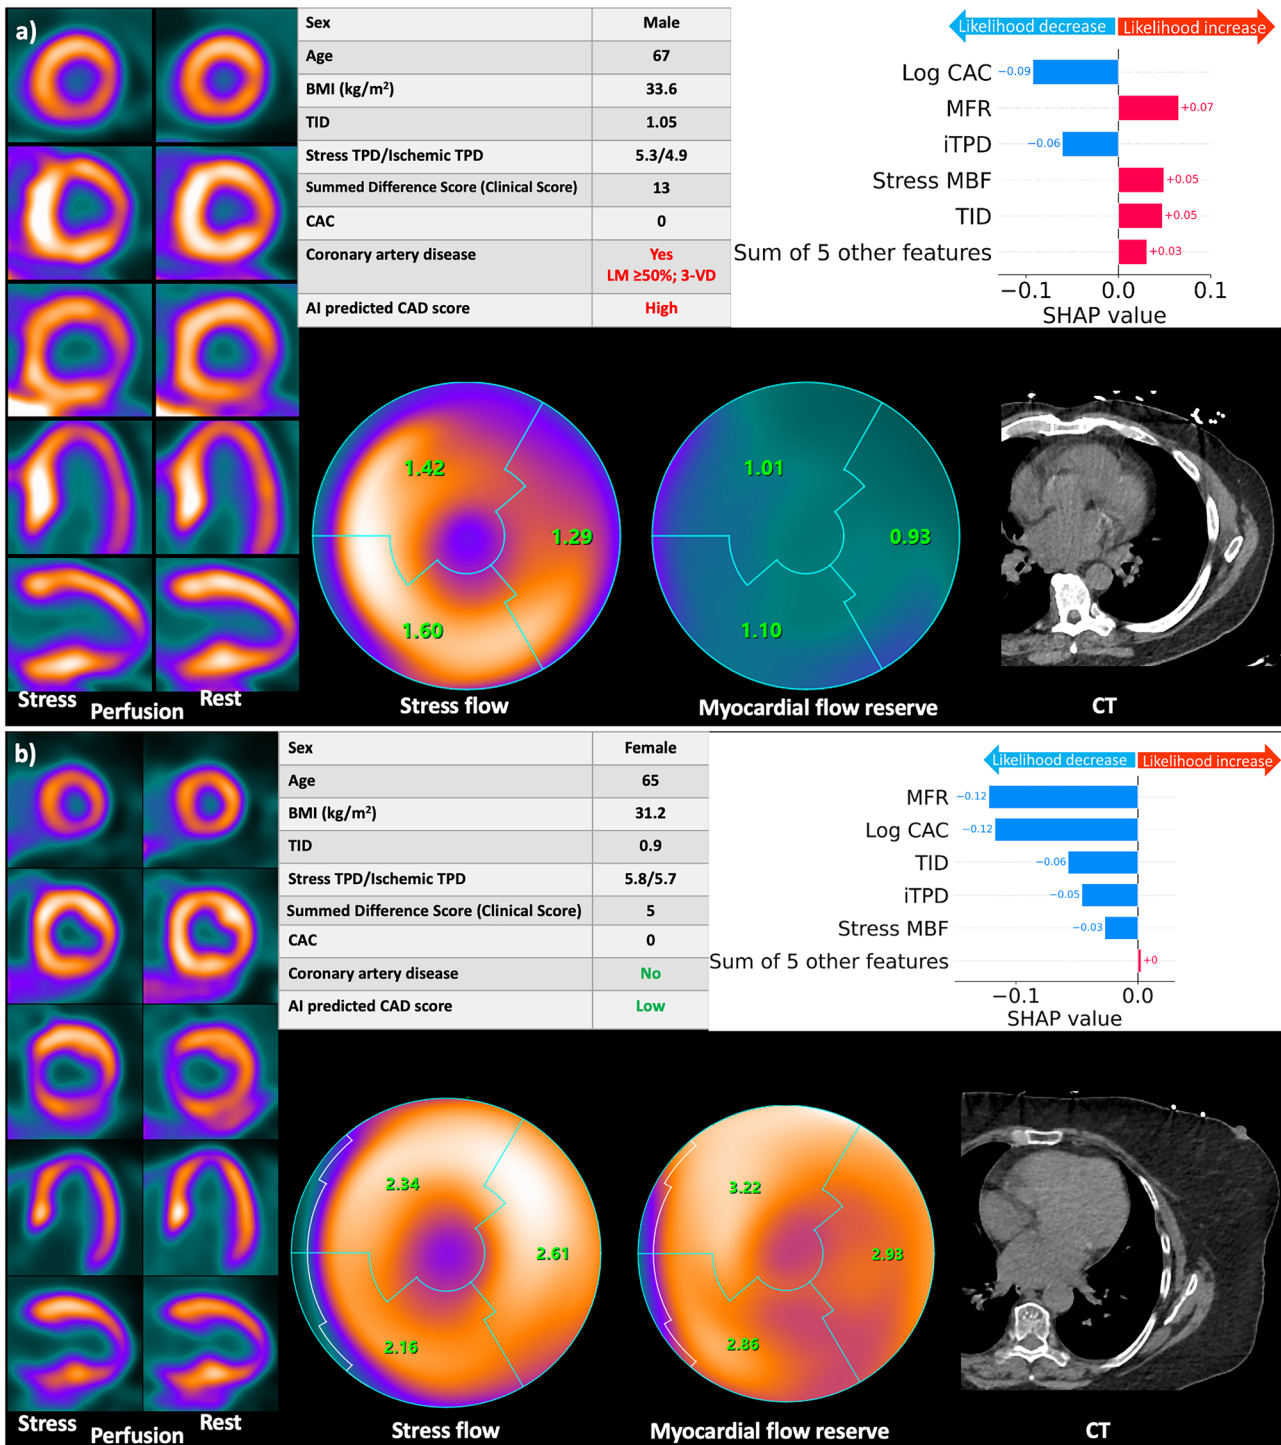 a)
Sex Male
Age 67
BMI (kg/m²) 33.6
TID 1.05
Stress TPD/Ischemic TPD 5.3/4.9
Summed Difference Score (Clinical Score) 13
CAC 0
Coronary artery disease Yes
LM ≥50%; 3-VD
AI predicted CAD score High
Likelihood decrease Likelihood increase
Log CAC −0.09
MFR +0.07
iTPD −0.06
Stress MBF +0.05
TID +0.05
Sum of 5 other features +0.03
−0.1 0.0 0.1
SHAP value
1.42
1.29
1.60
1.01
0.93
1.10
Stress Rest
Perfusion
Stress flow
Myocardial flow reserve
CT
b)
Sex Female
Age 65
BMI (kg/m²) 31.2
TID 0.9
Stress TPD/Ischemic TPD 5.8/5.7
Summed Difference Score (Clinical Score) 5
CAC 0
Coronary artery disease No
AI predicted CAD score Low
Likelihood decrease Likelihood increase
MFR −0.12
Log CAC −0.12
TID −0.06
iTPD −0.05
Stress MBF −0.03
Sum of 5 other features +0
−0.1 0.0
SHAP value
2.34
2.61
2.16
3.22
2.93
2.86
Stress Rest
Perfusion
Stress flow
Myocardial flow reserve
CT